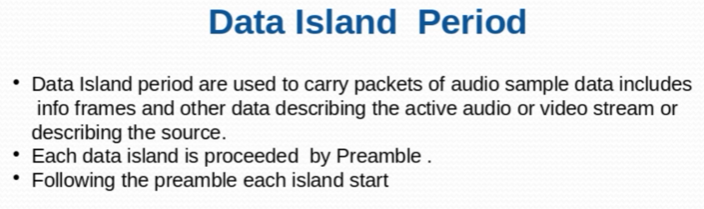 Data Island Period
• Data Island period are used to carry packets of audio sample data includes
info frames and other data describing the active audio or video stream or
describing the source.
• Each data island is proceeded by Preamble .
• Following the preamble each island start